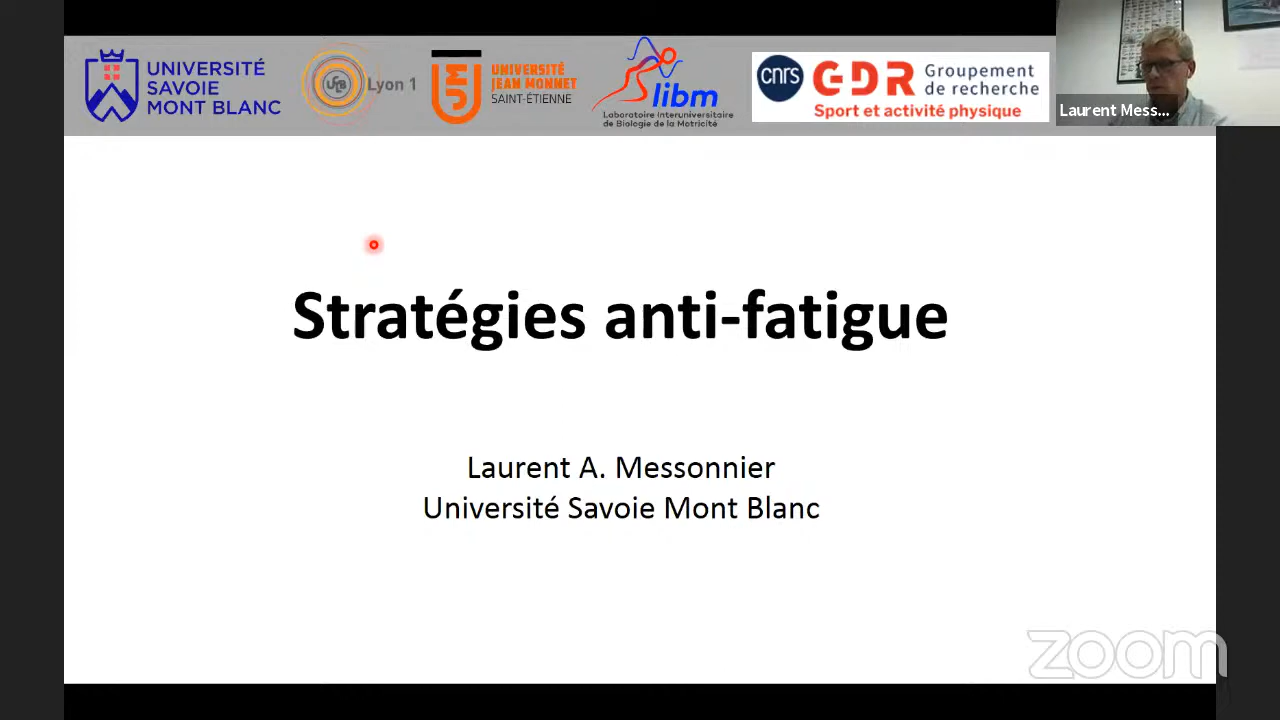 UNIVERSITÉ
SAVOIE
MONT BLANC
Lyon 1
UNIVERSITÉ
JEAN MONNET
SAINT-ÉTIENNE
libm
Laboratoire Interuniversitaire
de Biologie de la Motricité
cnrs
GDR
Groupement
de recherche
Sport et activité physique
Laurent Mess...
Stratégies anti-fatigue
Laurent A. Messonnier
Université Savoie Mont Blanc
zoom